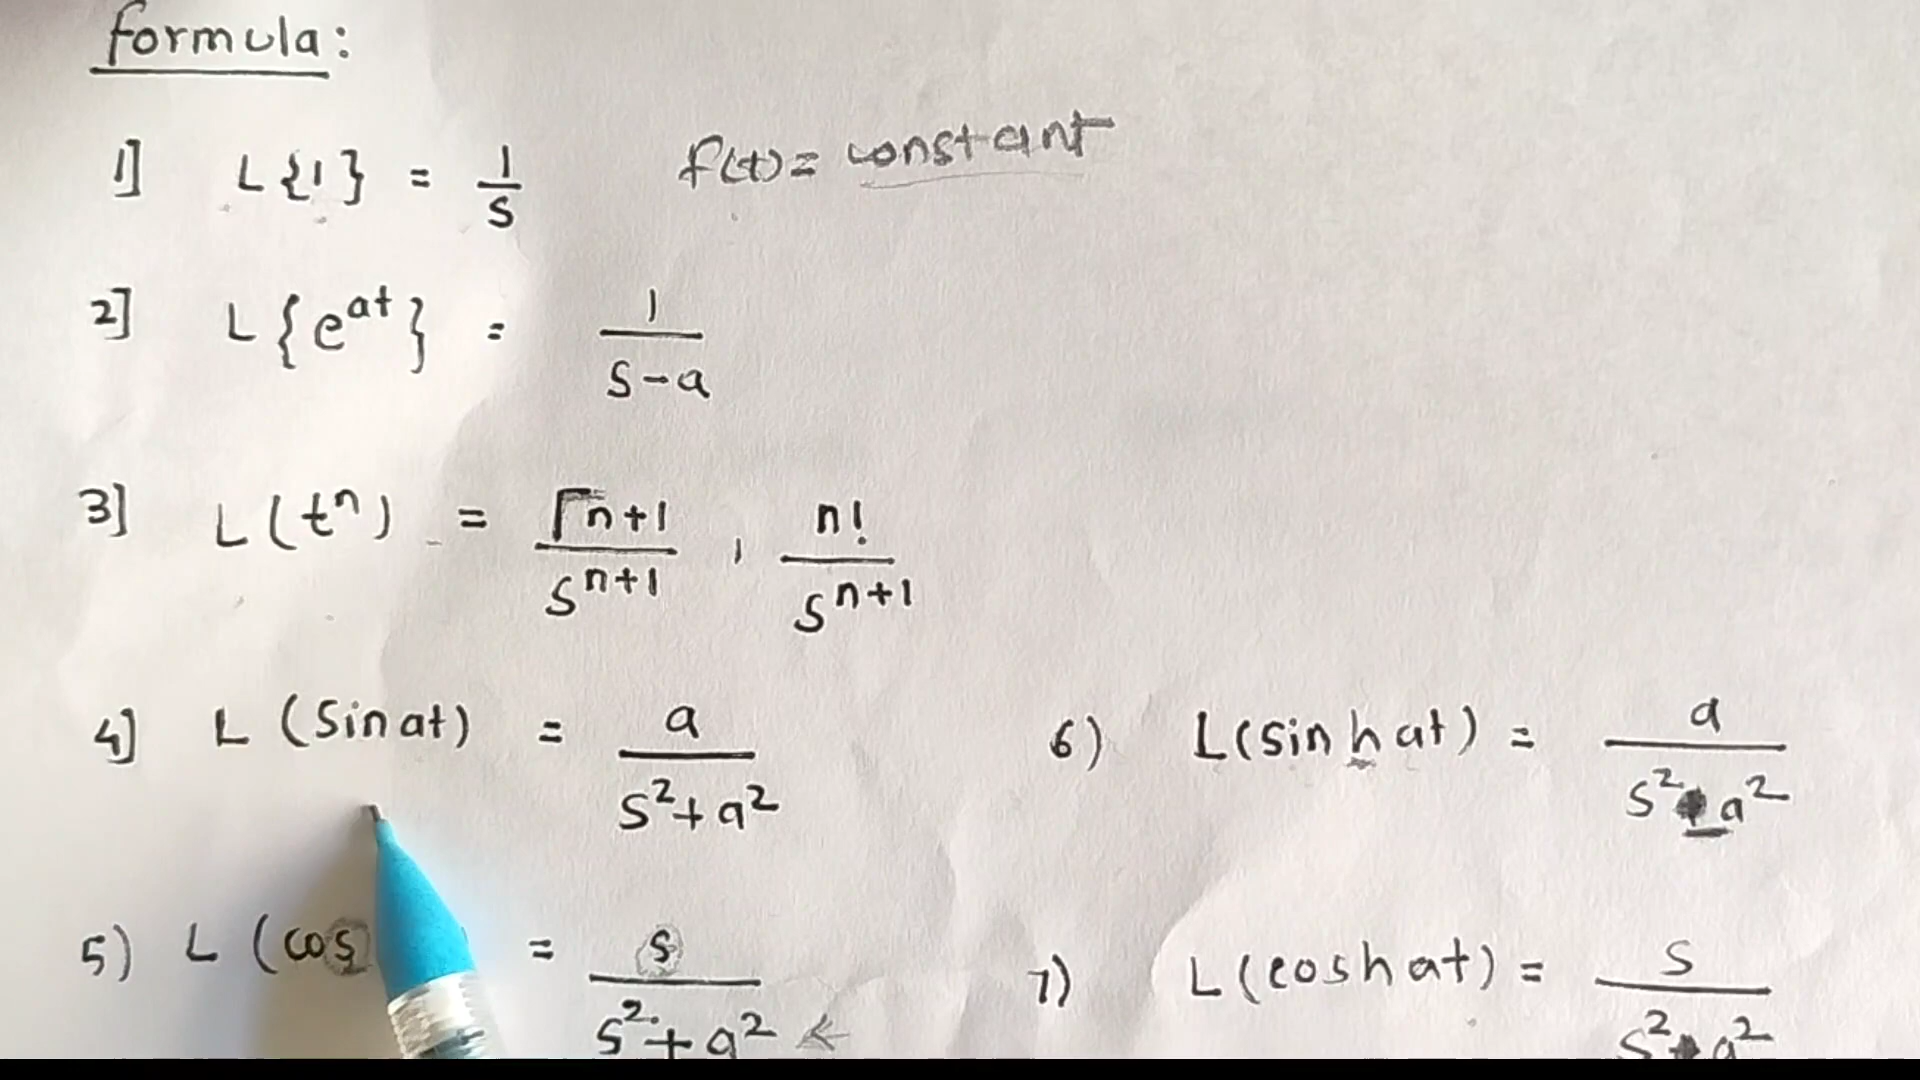 formula:
1] L{1} = 1/s f(t) = constant
2] L{e^at} = 1/(s-a)
3] L(t^n) = Γn+1/s^(n+1) , n!/s^(n+1)
4] L(sin at) = a/(s²+a²) 6) L(sinh at) = a/(s²-a²)
5) L(cos = s/(s²+a²) ← 7) L(cosh at) = s/(s² a²)